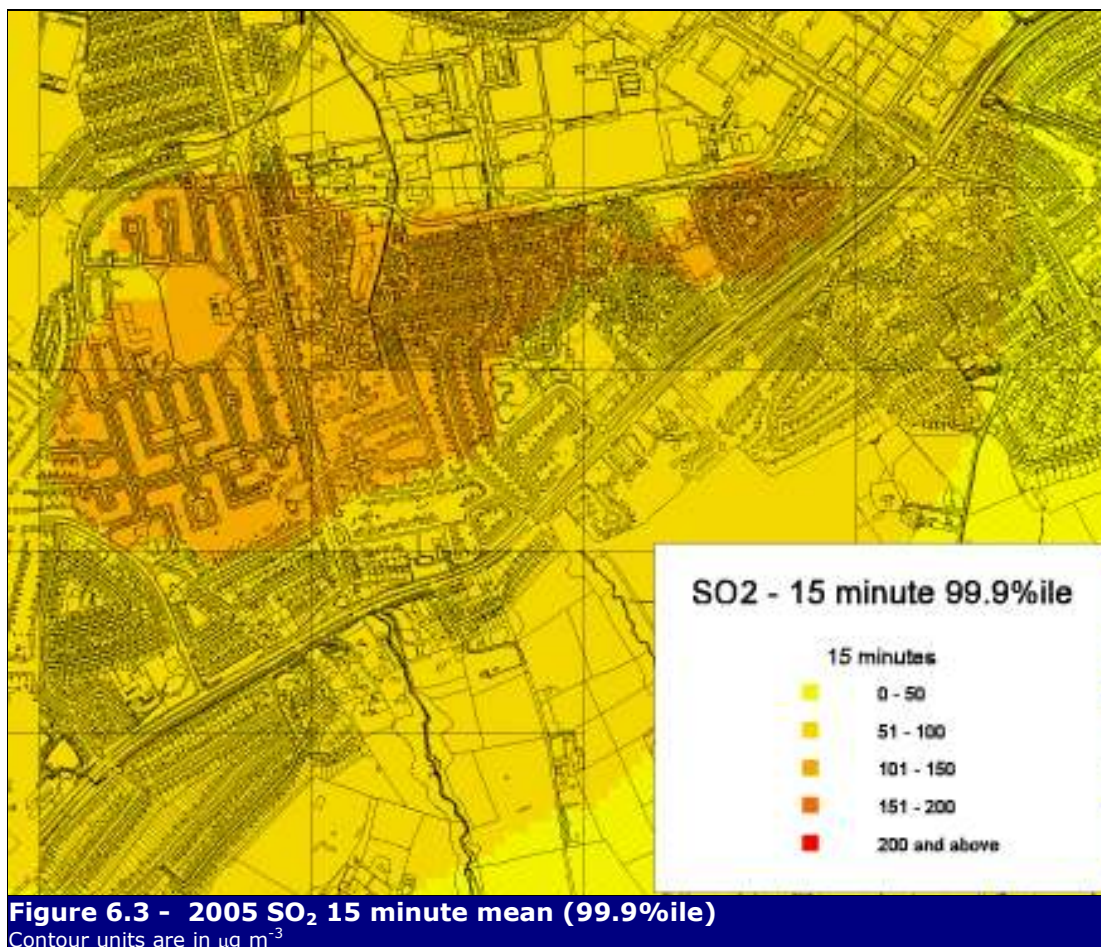 SO2 - 15 minute 99.9%ile
15 minutes
0 - 50
51 - 100
101 - 150
151 - 200
200 and above
Figure 6.3 - 2005 SO₂ 15 minute mean (99.9%ile)
Contour units are in µg m⁻³